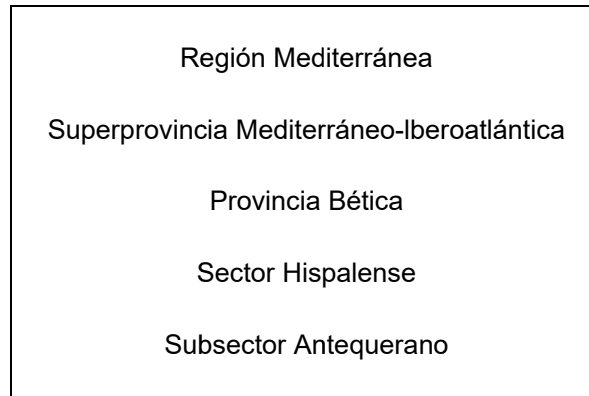 Región Mediterránea
Superprovincia Mediterráneo-Iberoatlántica
Provincia Bética
Sector Hispalense
Subsector Antequerano